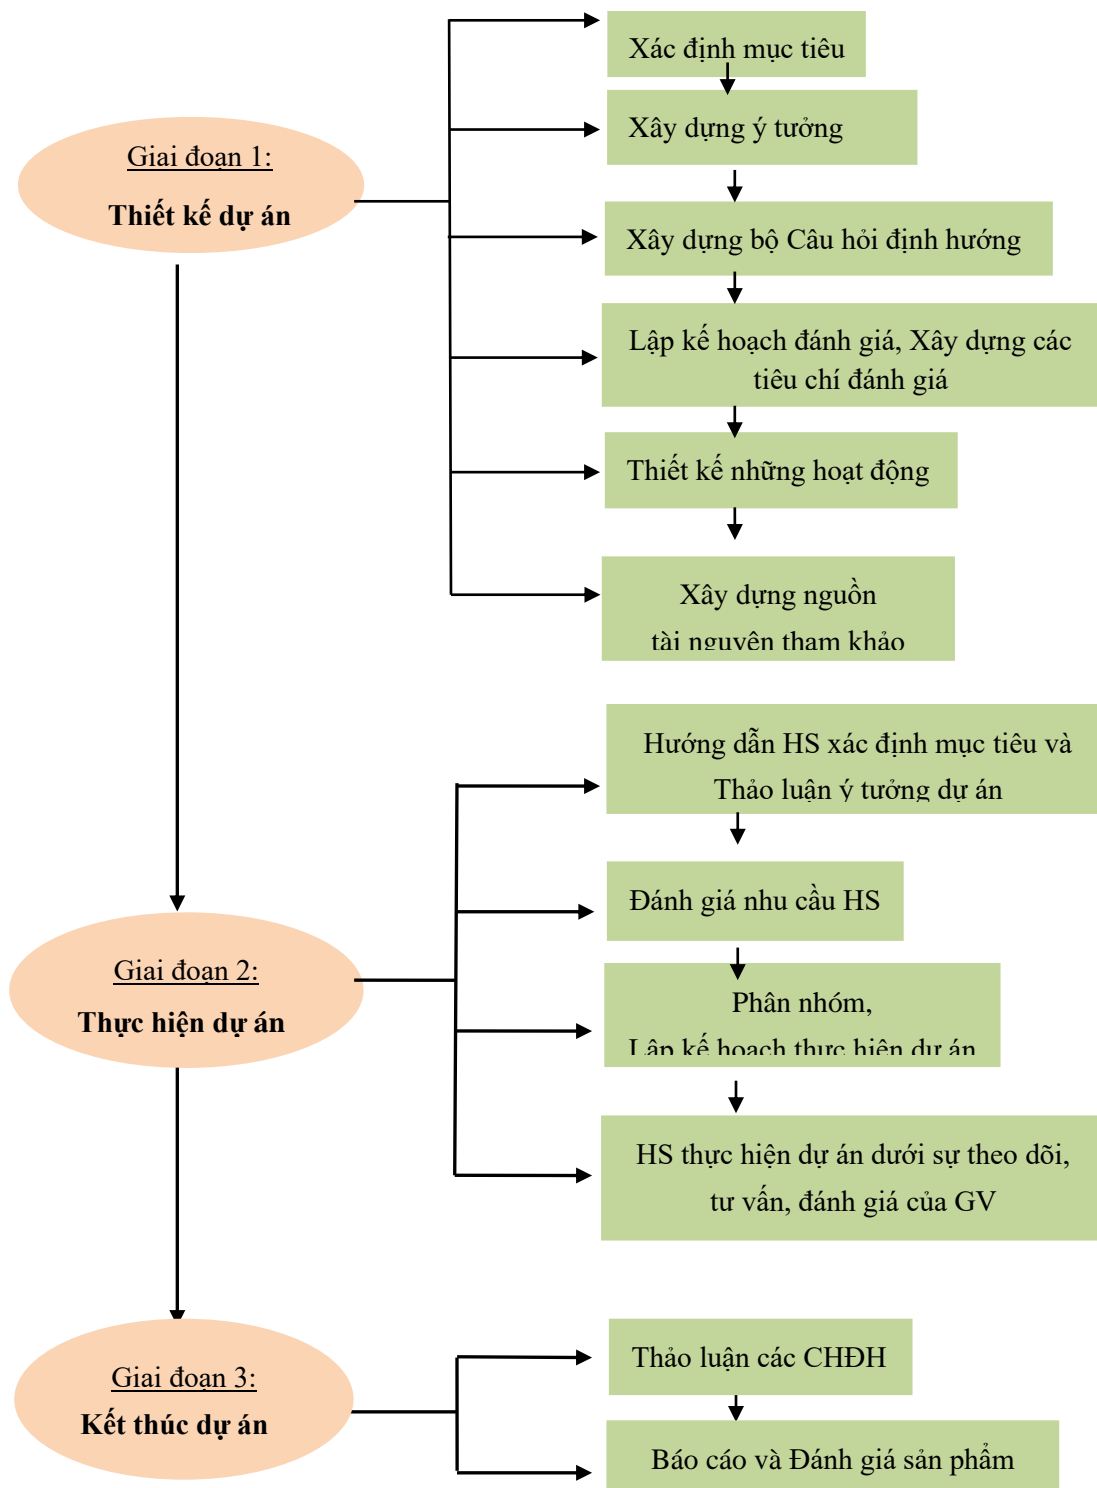 Xác định mục tiêu
Xây dựng ý tưởng
Giai đoạn 1:
Thiết kế dự án
Xây dựng bộ Câu hỏi định hướng
Lập kế hoạch đánh giá, Xây dựng các
tiêu chí đánh giá
Thiết kế những hoạt động
Xây dựng nguồn
tài nguyên tham khảo
Hướng dẫn HS xác định mục tiêu và
Thảo luận ý tưởng dự án
Đánh giá nhu cầu HS
Giai đoạn 2:
Thực hiện dự án
Phân nhóm,
Lập kế hoạch thực hiện dự án
HS thực hiện dự án dưới sự theo dõi,
tư vấn, đánh giá của GV
Giai đoạn 3:
Kết thúc dự án
Thảo luận các CHĐH
Báo cáo và Đánh giá sản phẩm